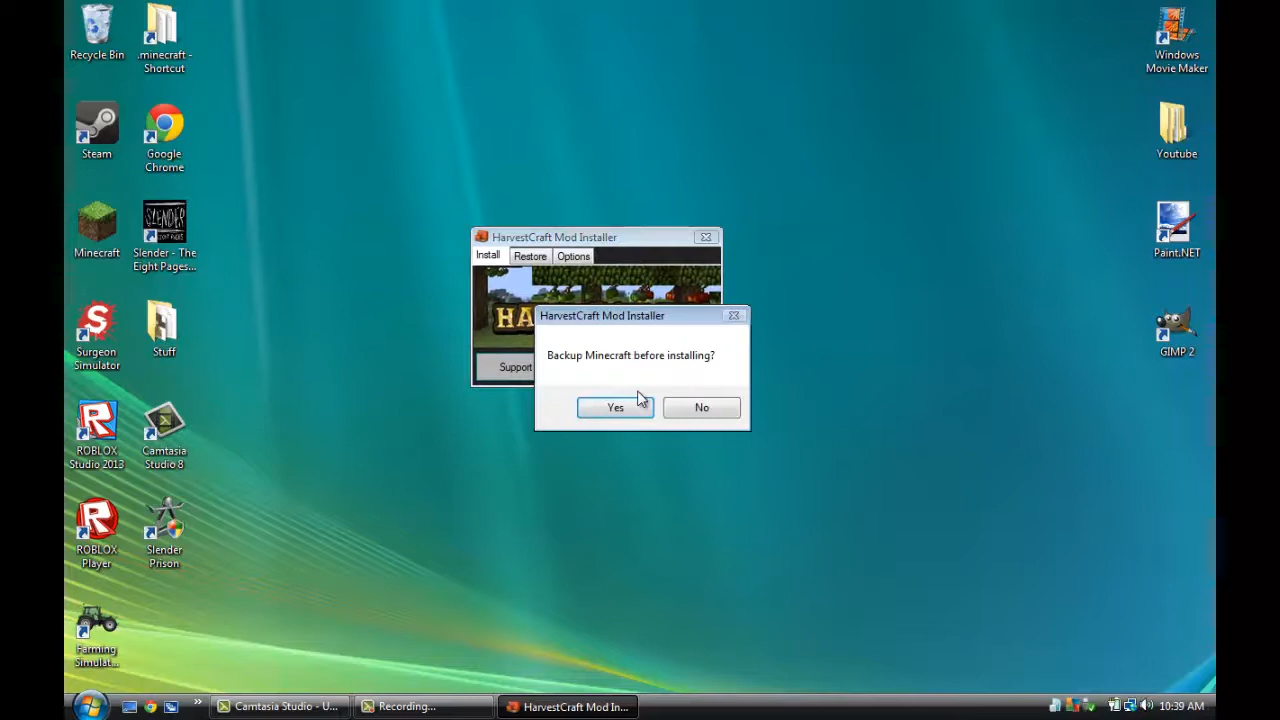 Recycle Bin
.minecraft -
Shortcut
Steam
Google
Chrome
Minecraft
SLENDER
Slender - The
Eight Pages...
Surgeon
Simulator
Stuff
ROBLOX
Studio 2013
Camtasia
Studio 8
ROBLOX
Player
Slender
Prison
Farming
Simulat...
Windows
Movie Maker
Youtube
Paint.NET
GIMP 2
HarvestCraft Mod Installer
Install
Restore
Options
HA
Support
HarvestCraft Mod Installer
Backup Minecraft before installing?
Yes
No
Camtasia Studio - U...
Recording...
HarvestCraft Mod In...
10:39 AM